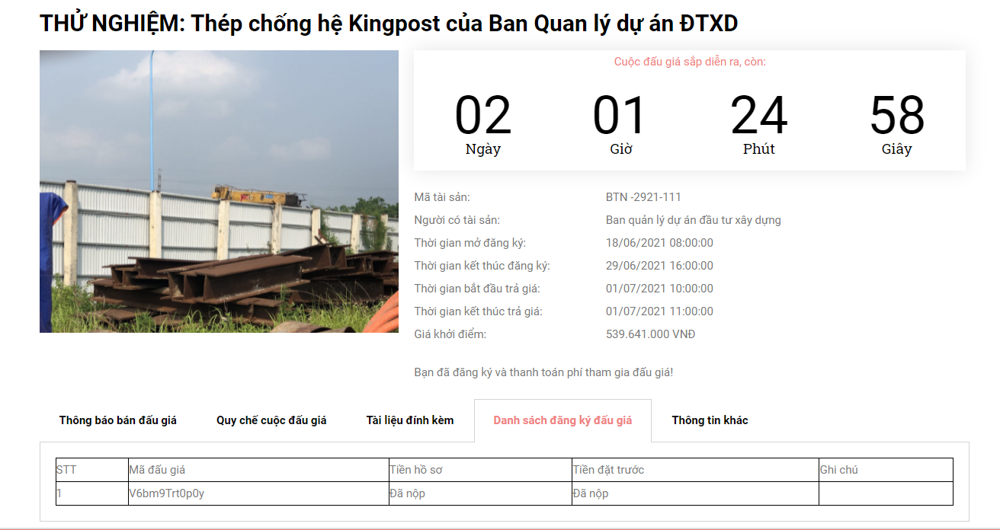 THỬ NGHIỆM: Thép chống hệ Kingpost của Ban Quan lý dự án ĐTXD
Cuộc đấu giá sắp diễn ra, còn:
02 01 24 58
Ngày Giờ Phút Giây
Mã tài sản: BTN -2921-111
Người có tài sản: Ban quản lý dự án đầu tư xây dựng
Thời gian mở đăng ký: 18/06/2021 08:00:00
Thời gian kết thúc đăng ký: 29/06/2021 16:00:00
Thời gian bắt đầu trả giá: 01/07/2021 10:00:00
Thời gian kết thúc trả giá: 01/07/2021 11:00:00
Giá khởi điểm: 539.641.000 VNĐ
Bạn đã đăng ký và thanh toán phí tham gia đấu giá!
Thông báo bán đấu giá Quy chế cuộc đấu giá Tài liệu đính kèm Danh sách đăng ký đấu giá Thông tin khác
STT Mã đấu giá Tiền hồ sơ Tiền đặt trước Ghi chú
1 V6bm9Trt0p0y Đã nộp Đã nộp